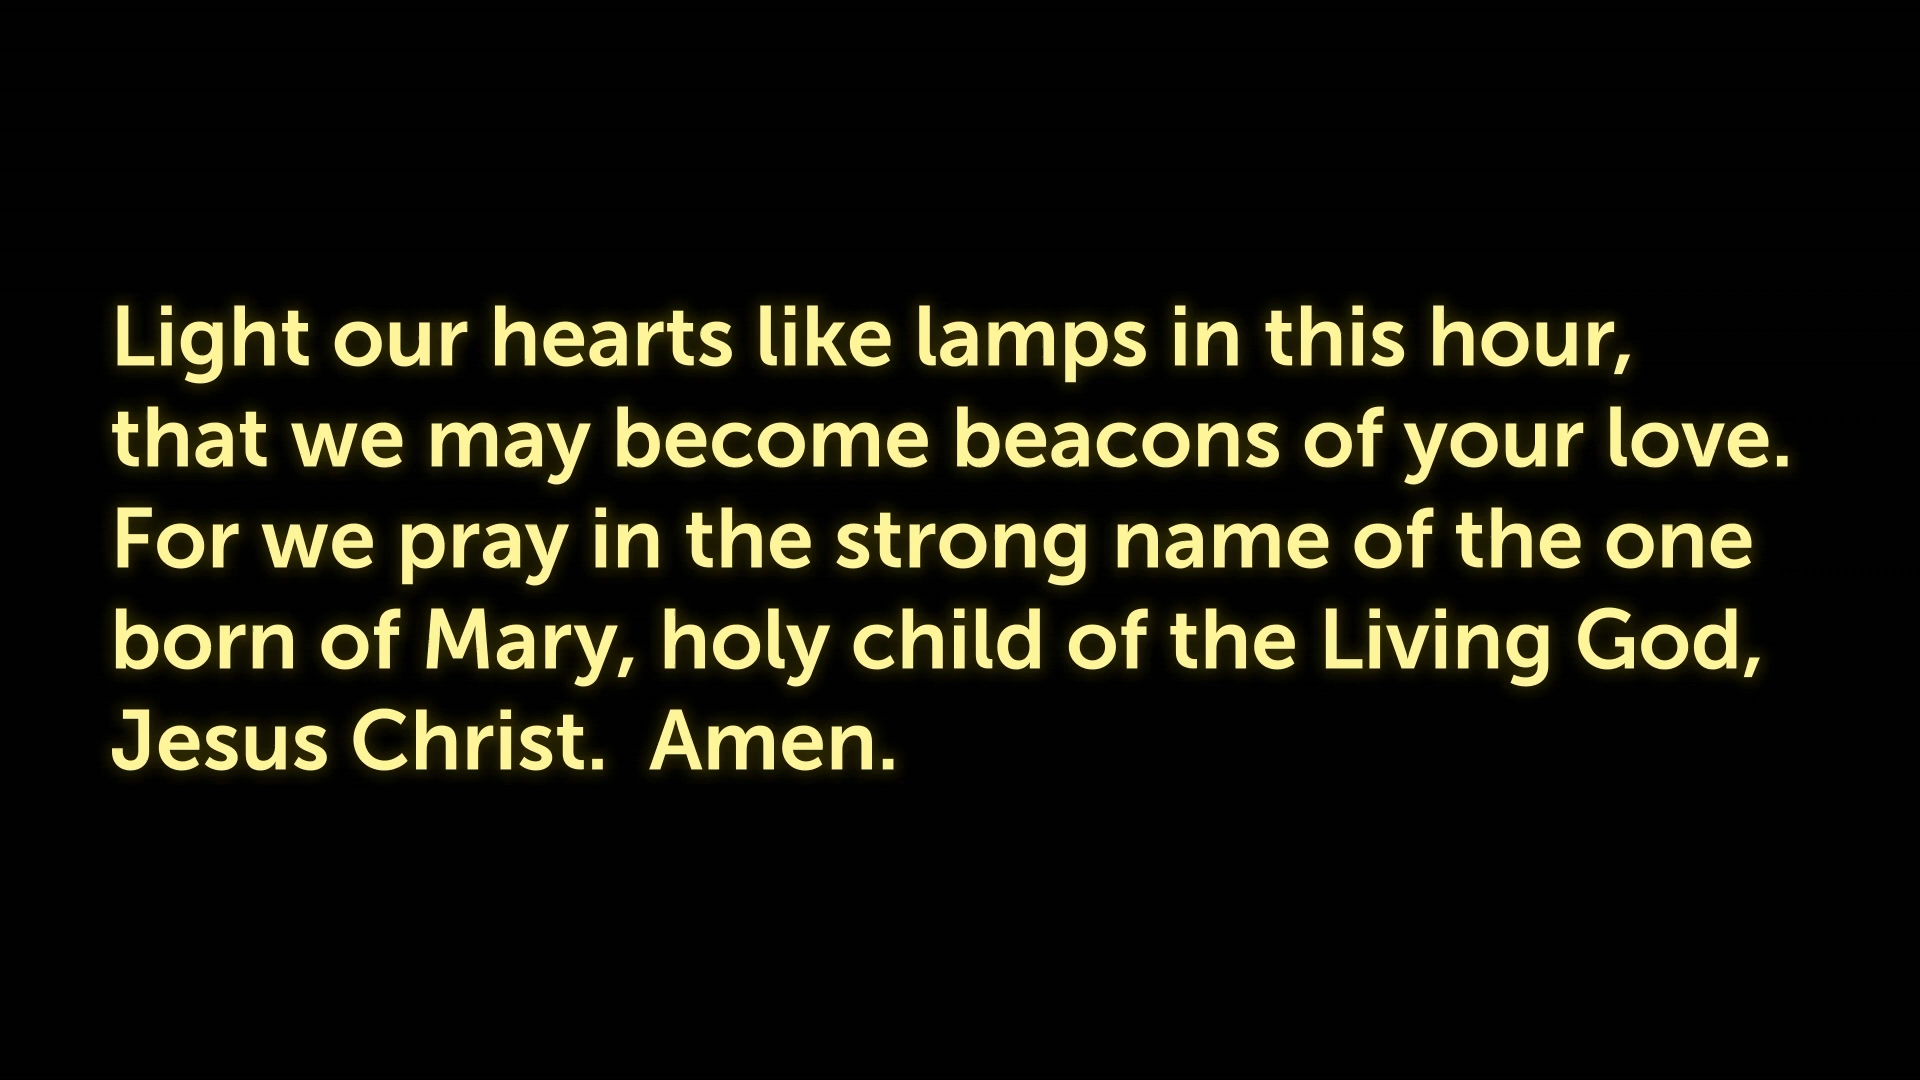 Light our hearts like lamps in this hour,
that we may become beacons of your love.
For we pray in the strong name of the one
born of Mary, holy child of the Living God,
Jesus Christ.  Amen.